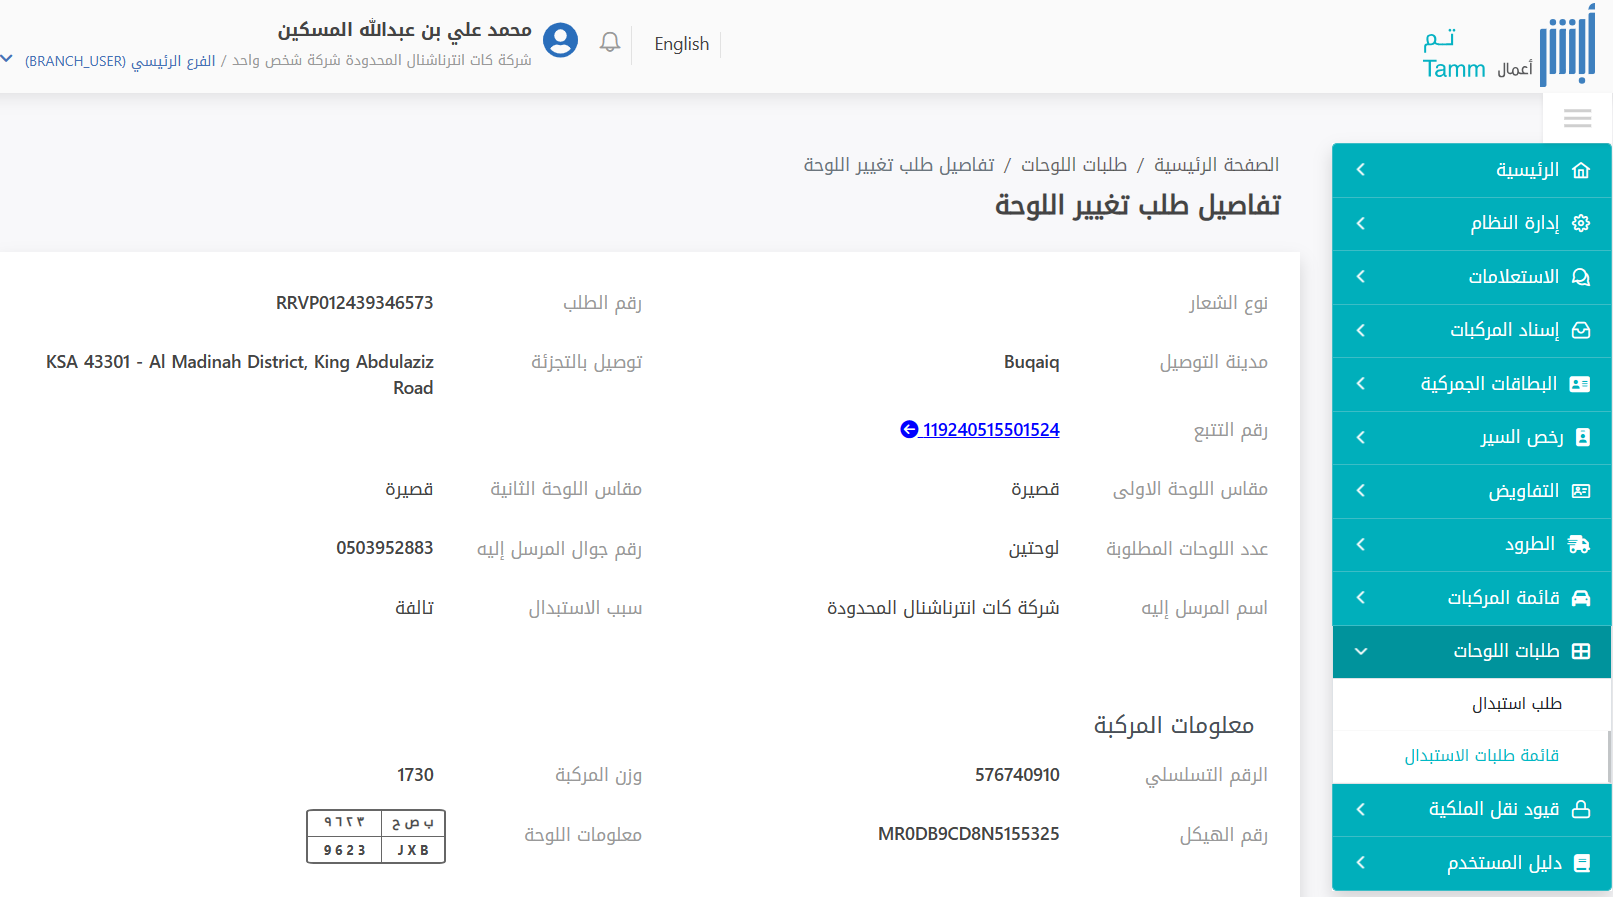 أبشر
أعمال
تم
Tamm
English
محمد علي بن عبدالله المسكين
شركة كات انترناشنال المحدودة شركة شخص واحد / الفرع الرئيسي (BRANCH_USER)
الرئيسية
إدارة النظام
الاستعلامات
إسناد المركبات
البطاقات الجمركية
رخص السير
التفاويض
الطرود
قائمة المركبات
طلبات اللوحات
طلب استبدال
قائمة طلبات الاستبدال
قيود نقل الملكية
دليل المستخدم
الصفحة الرئيسية / طلبات اللوحات / تفاصيل طلب تغيير اللوحة
تفاصيل طلب تغيير اللوحة
نوع الشعار
رقم الطلب RRVP012439346573
مدينة التوصيل Buqaiq
توصيل بالتجزئة KSA 43301 - Al Madinah District, King Abdulaziz
Road
رقم التتبع 119240515501524
مقاس اللوحة الاولى قصيرة
مقاس اللوحة الثانية قصيرة
عدد اللوحات المطلوبة لوحتين
رقم جوال المرسل إليه 0503952883
اسم المرسل إليه شركة كات انترناشنال المحدودة
سبب الاستبدال تالفة
معلومات المركبة
الرقم التسلسلي 576740910
وزن المركبة 1730
رقم الهيكل MR0DB9CD8N5155325
معلومات اللوحة
ب ص ح ٩٦٢٣
9623 JXB